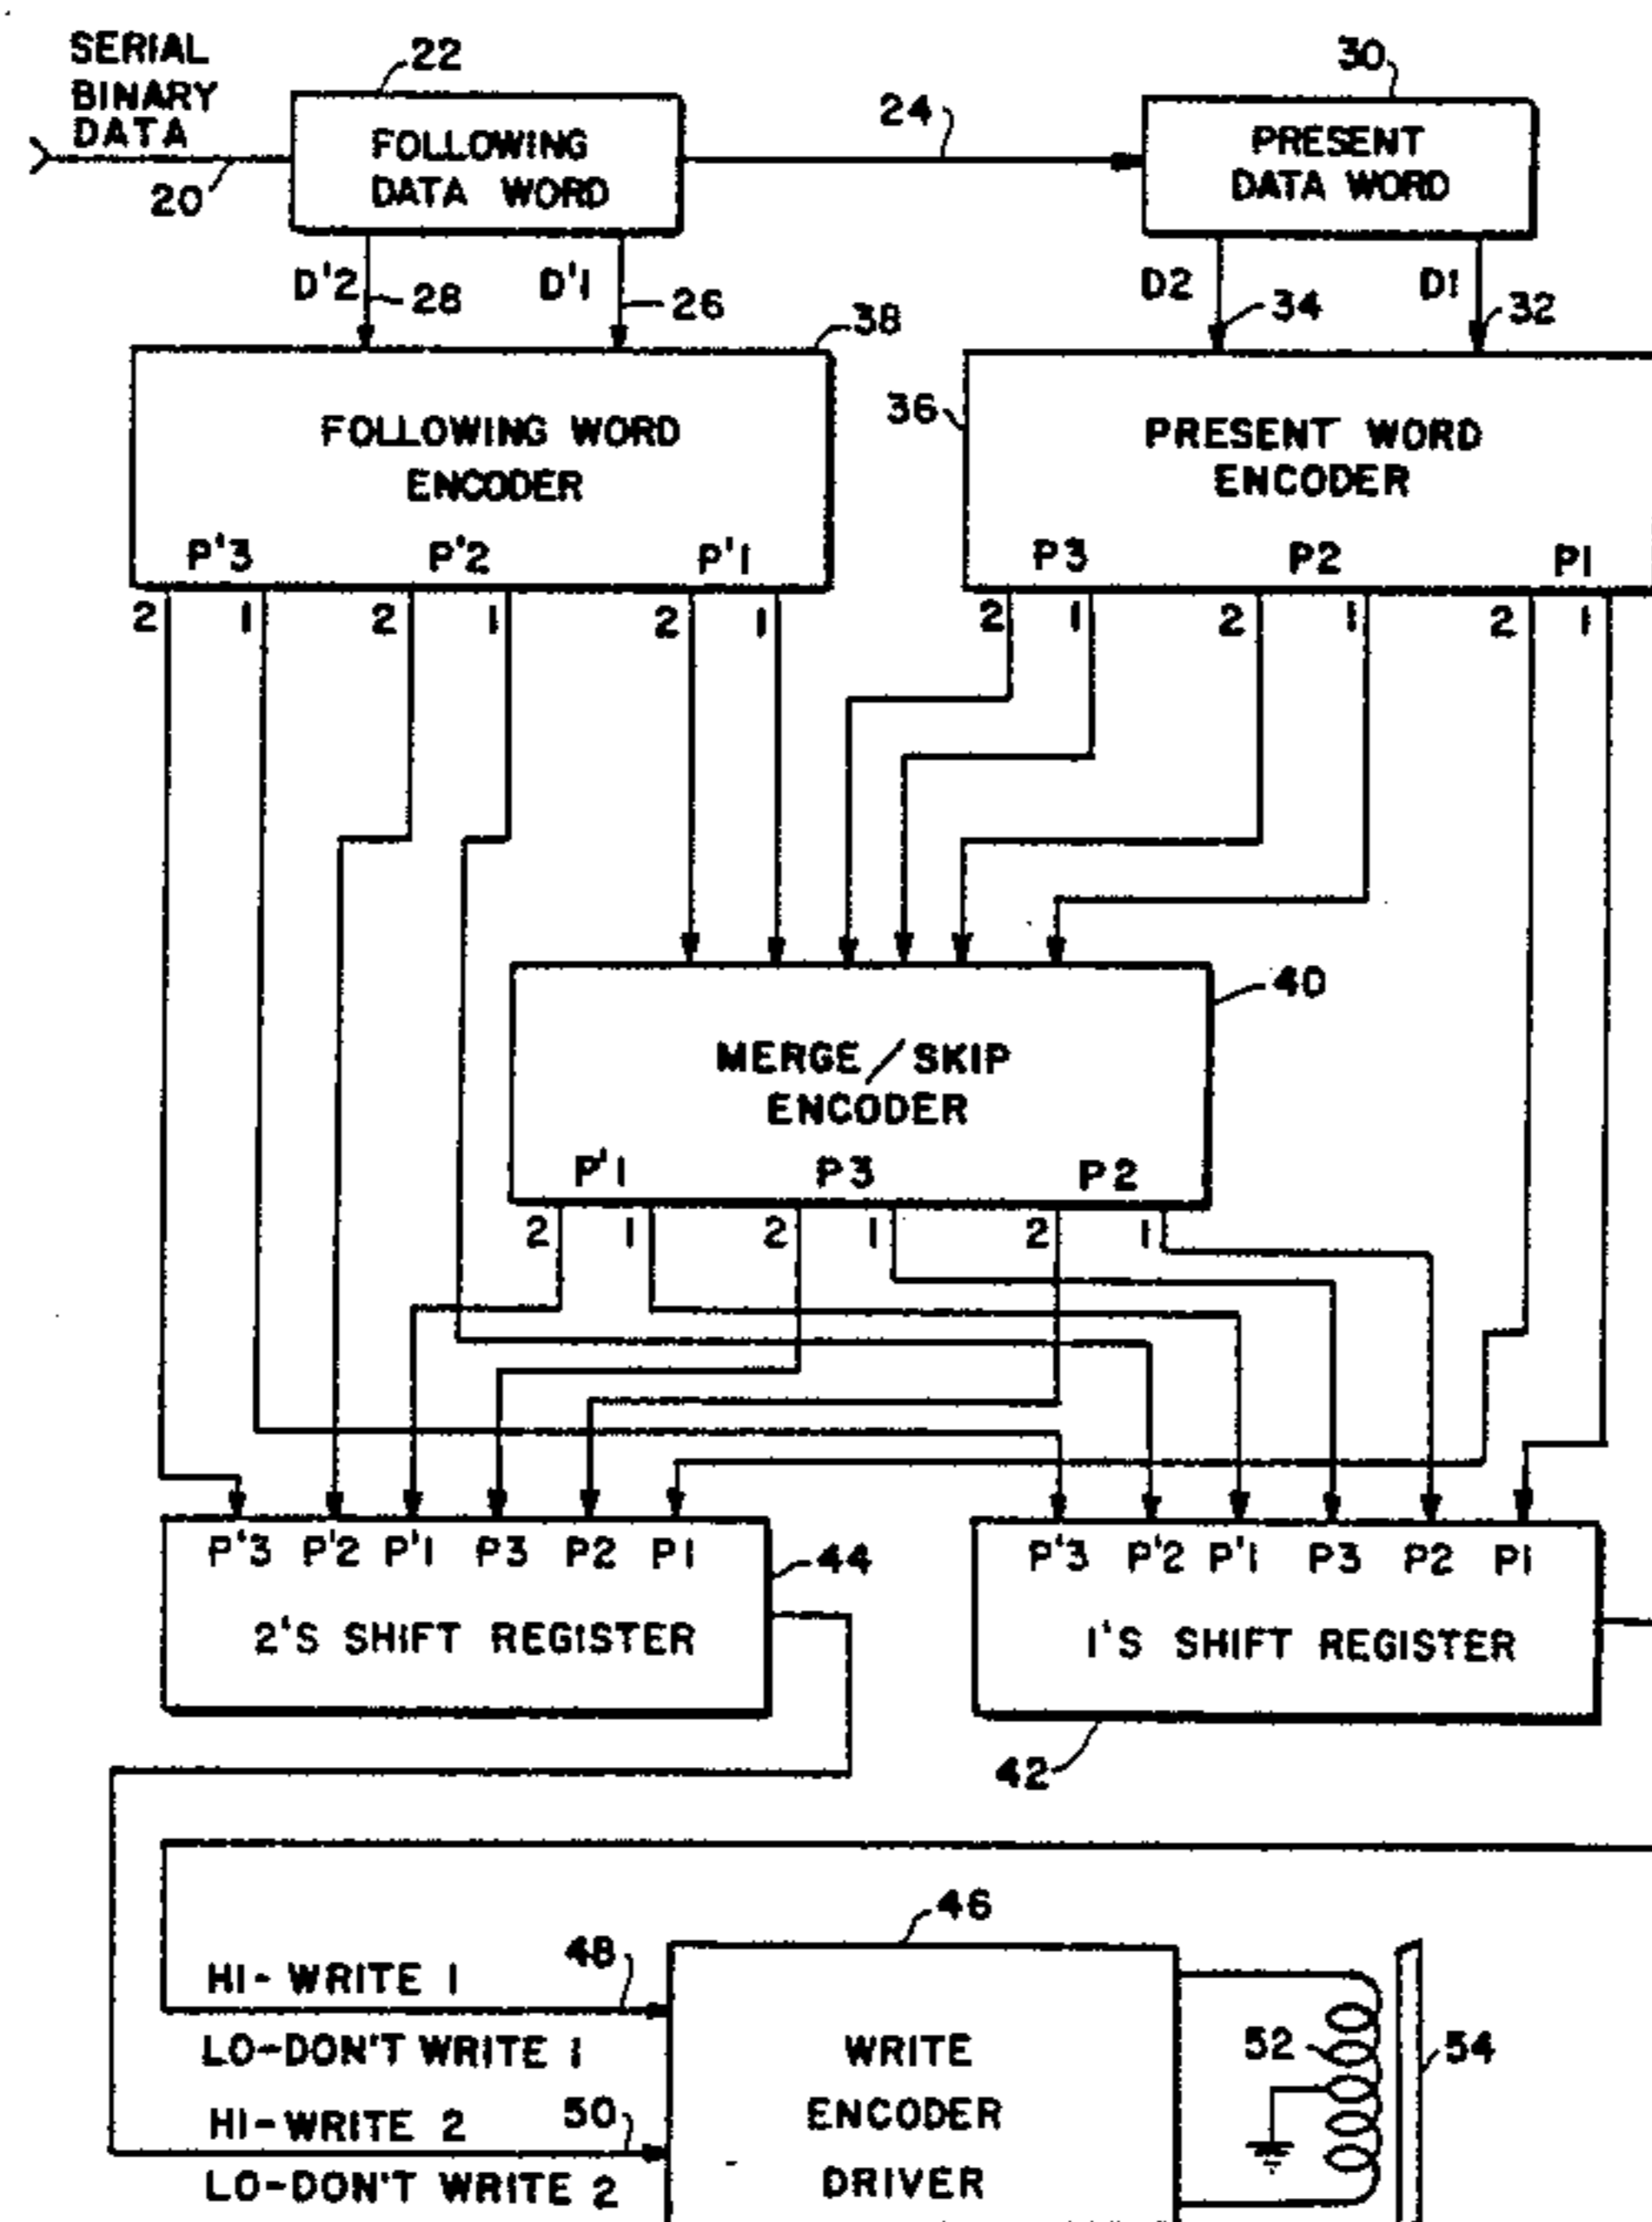 SERIAL
BINARY
DATA
20
22
FOLLOWING
DATA WORD
24
30
PRESENT
DATA WORD
D'2
28
D'1
26
D2
34
D1
32
38
FOLLOWING WORD
ENCODER
P'3 P'2 P'1
2 1 2 1 2 1
36
PRESENT WORD
ENCODER
P3 P2 P1
2 1 2 1 2 1
40
MERGE/SKIP
ENCODER
P'1 P3 P2
2 1 2 1 2 1
P'3 P'2 P'1 P3 P2 P1
2'S SHIFT REGISTER
44
P'3 P'2 P'1 P3 P2 P1
1'S SHIFT REGISTER
42
46
HI-WRITE 1
48
LO-DON'T WRITE 1
HI-WRITE 2
50
LO-DON'T WRITE 2
WRITE
ENCODER
DRIVER
52
54